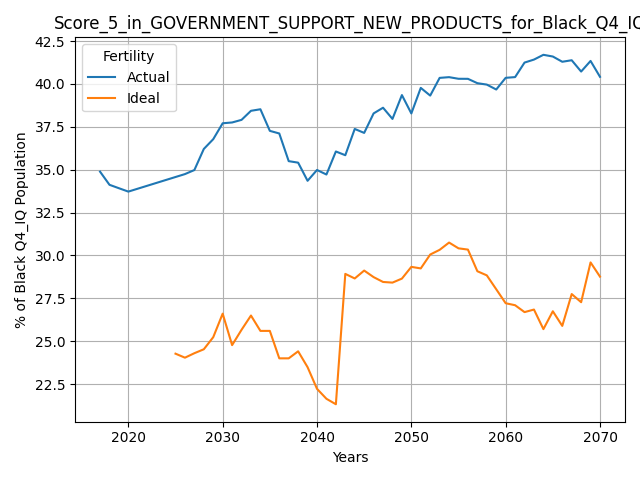 Score_5_in_GOVERNMENT_SUPPORT_NEW_PRODUCTS_for_Black_Q4_IQ
Fertility
Actual
Ideal
42.5
40.0
37.5
35.0
32.5
30.0
27.5
25.0
22.5
% of Black Q4_IQ Population
2020 2030 2040 2050 2060 2070
Years